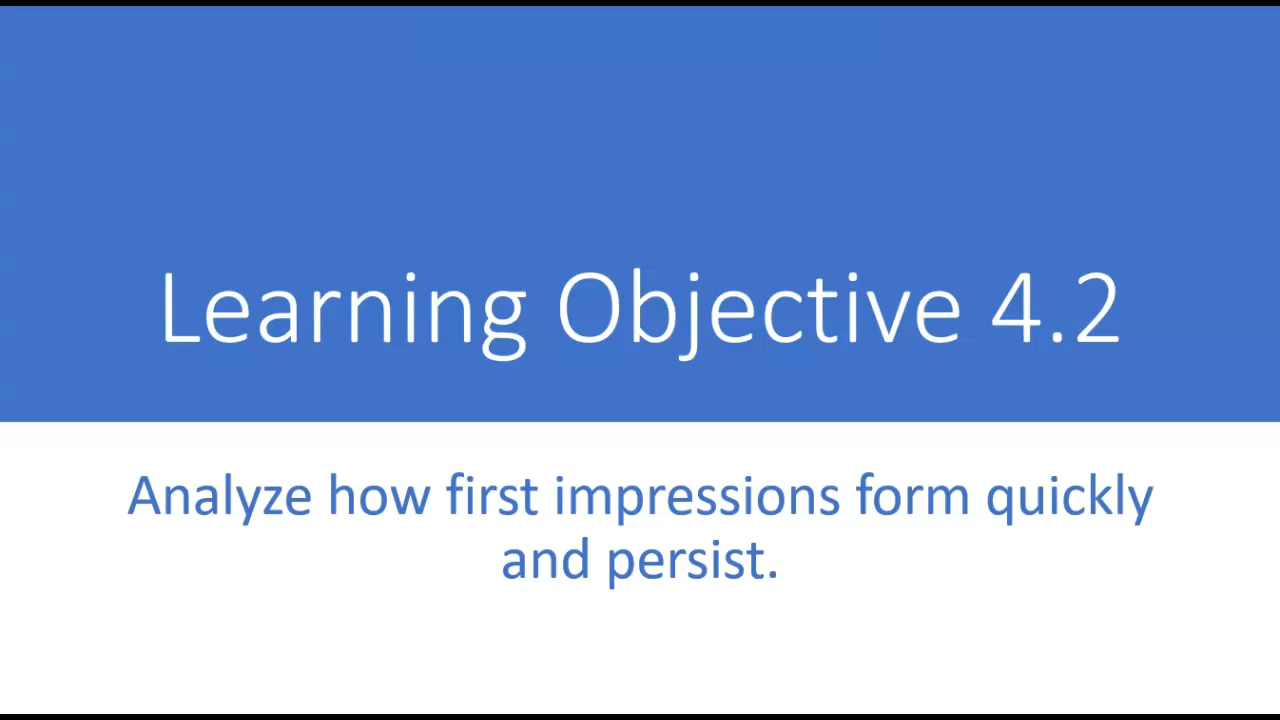 Learning Objective 4.2
Analyze how first impressions form quickly
and persist.